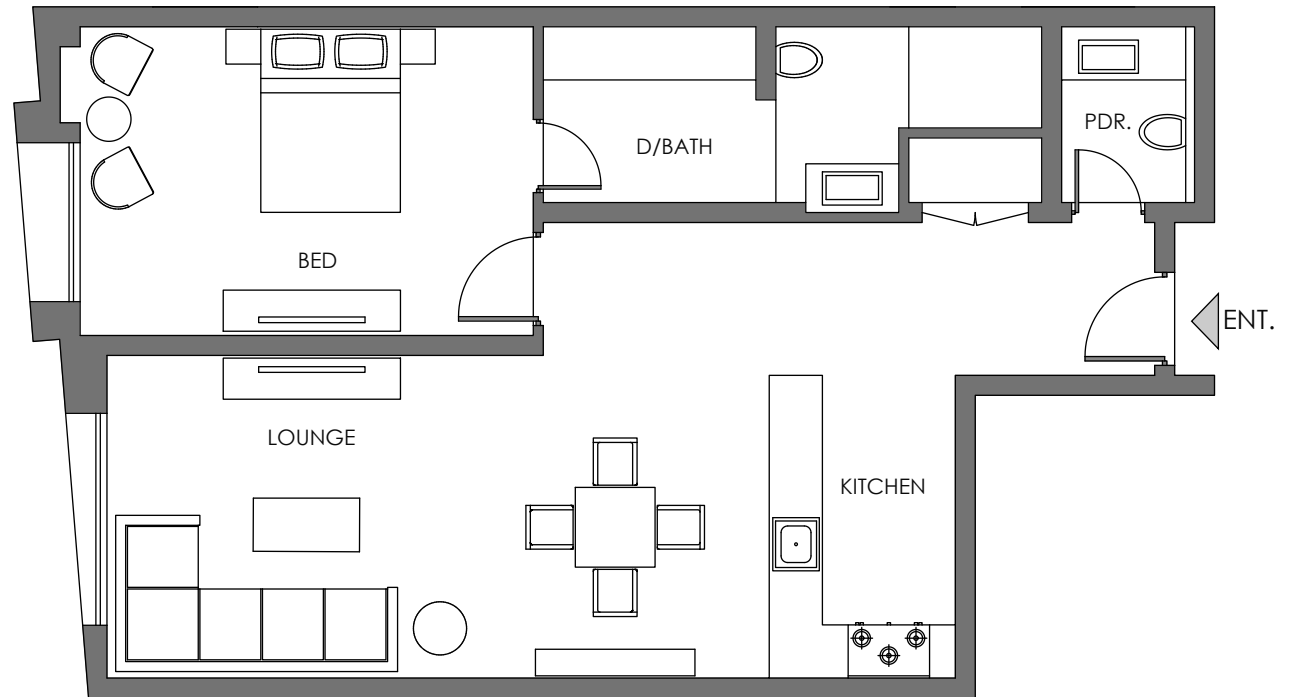 PDR.
D/BATH
BED
ENT.
LOUNGE
KITCHEN